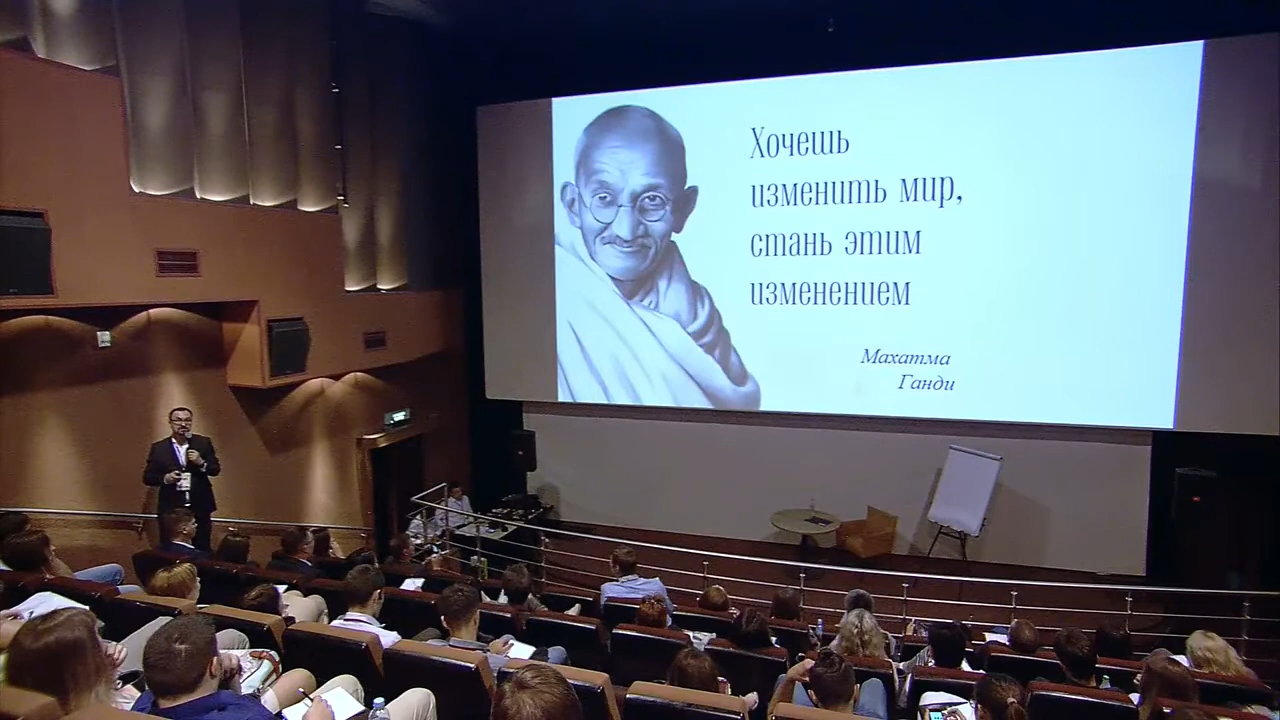 Хочешь
изменить мир,
стань этим
изменением
Махатма
Ганди